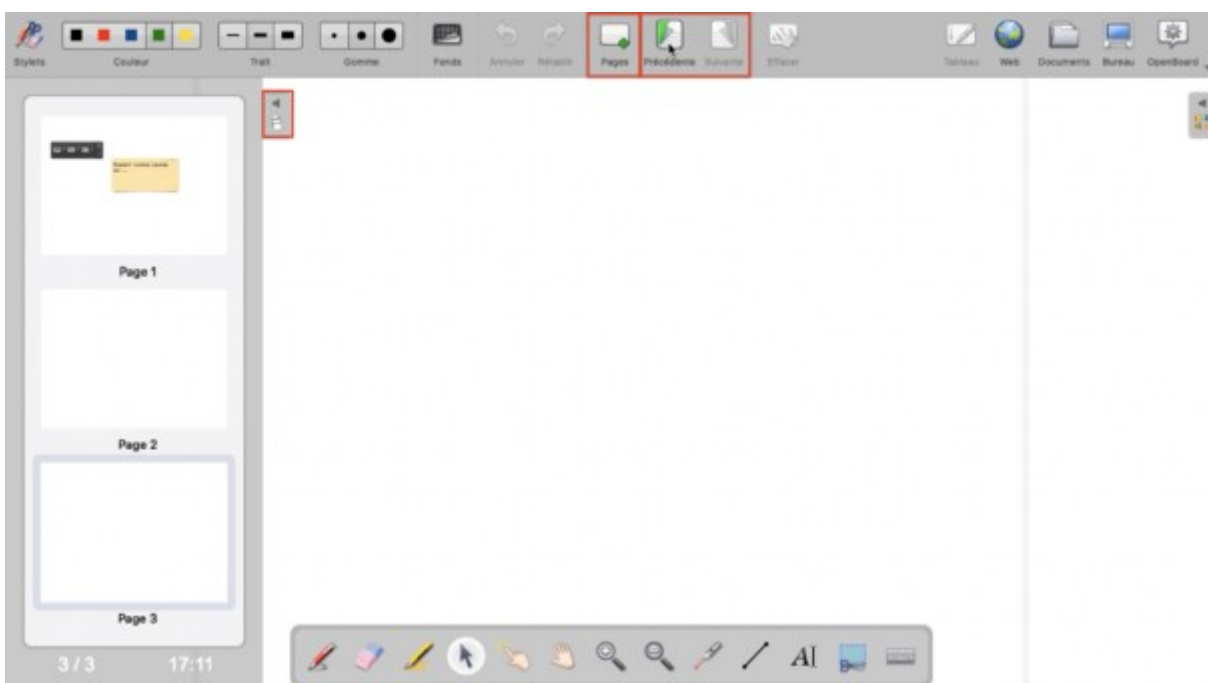 Stylets Couleur Trait Gomme Fonds Annuler Rétablir Pages Précédente Suivante Effacer Tableau Web Documents Bureau OpenBoard
Page 1
Page 2
Page 3
3 / 3 17:11
AI